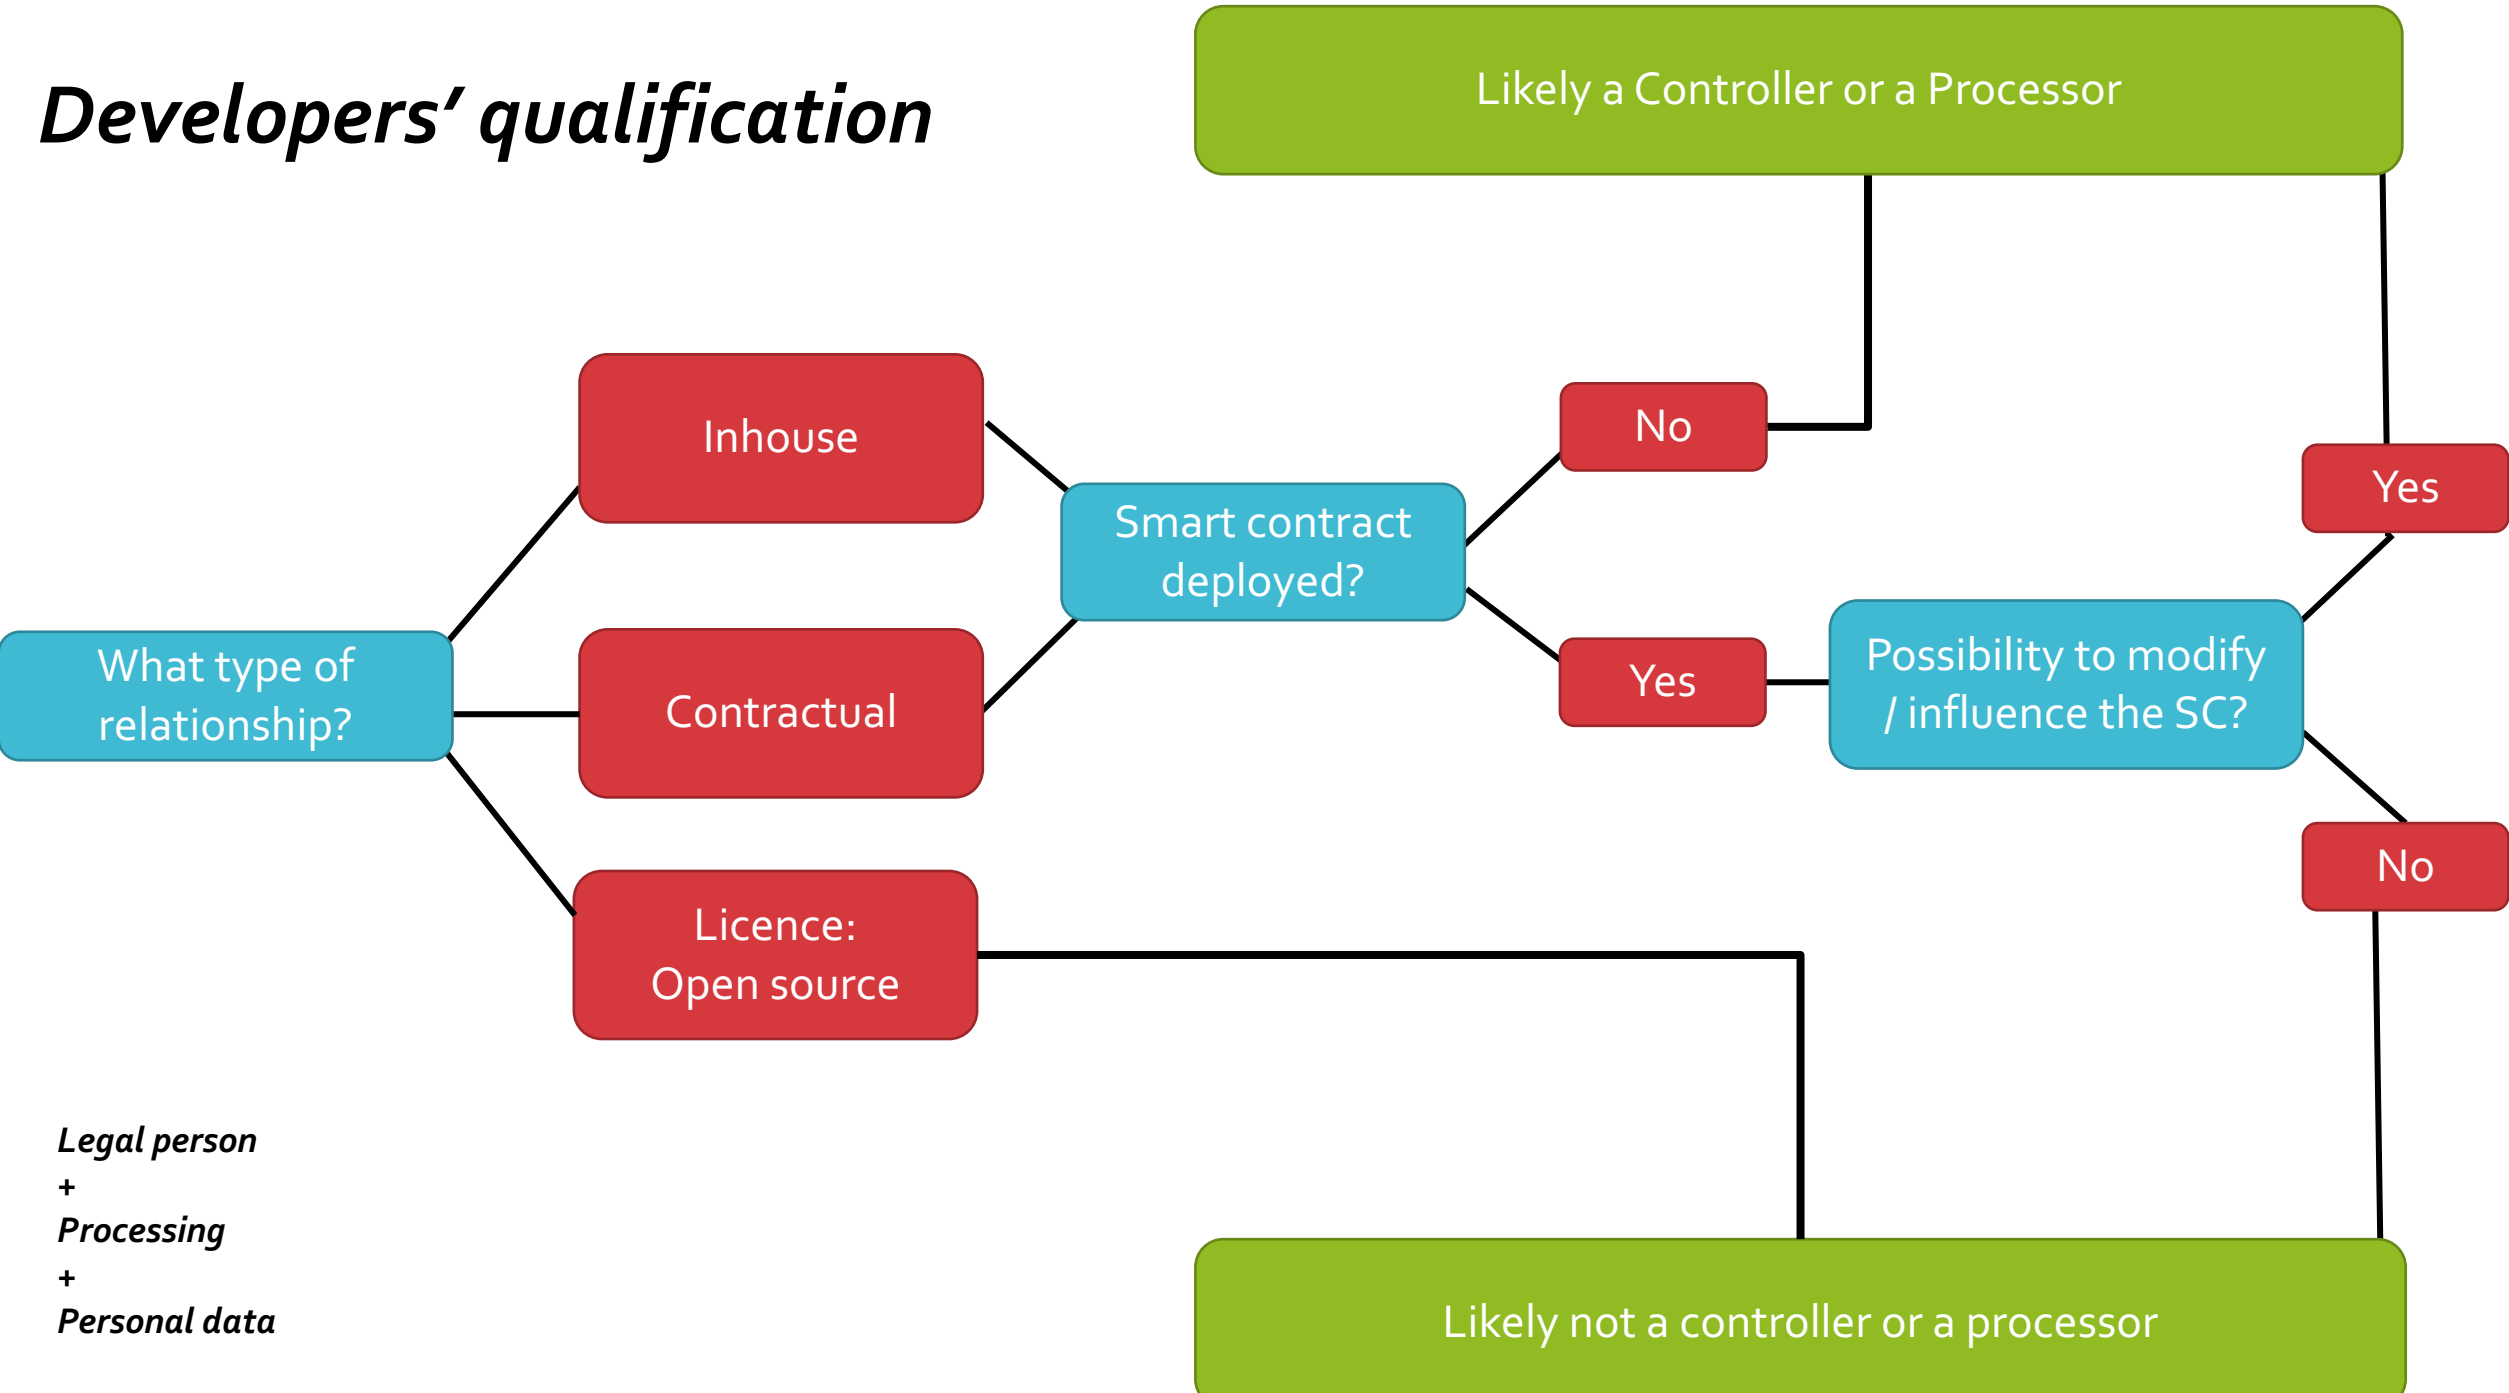 Developers’ qualification
Likely a Controller or a Processor
Inhouse
No
Yes
Smart contract
deployed?
What type of
relationship?
Contractual
Yes
Possibility to modify
/ influence the SC?
No
Licence:
Open source
Legal person
+
Processing
+
Personal data
Likely not a controller or a processor